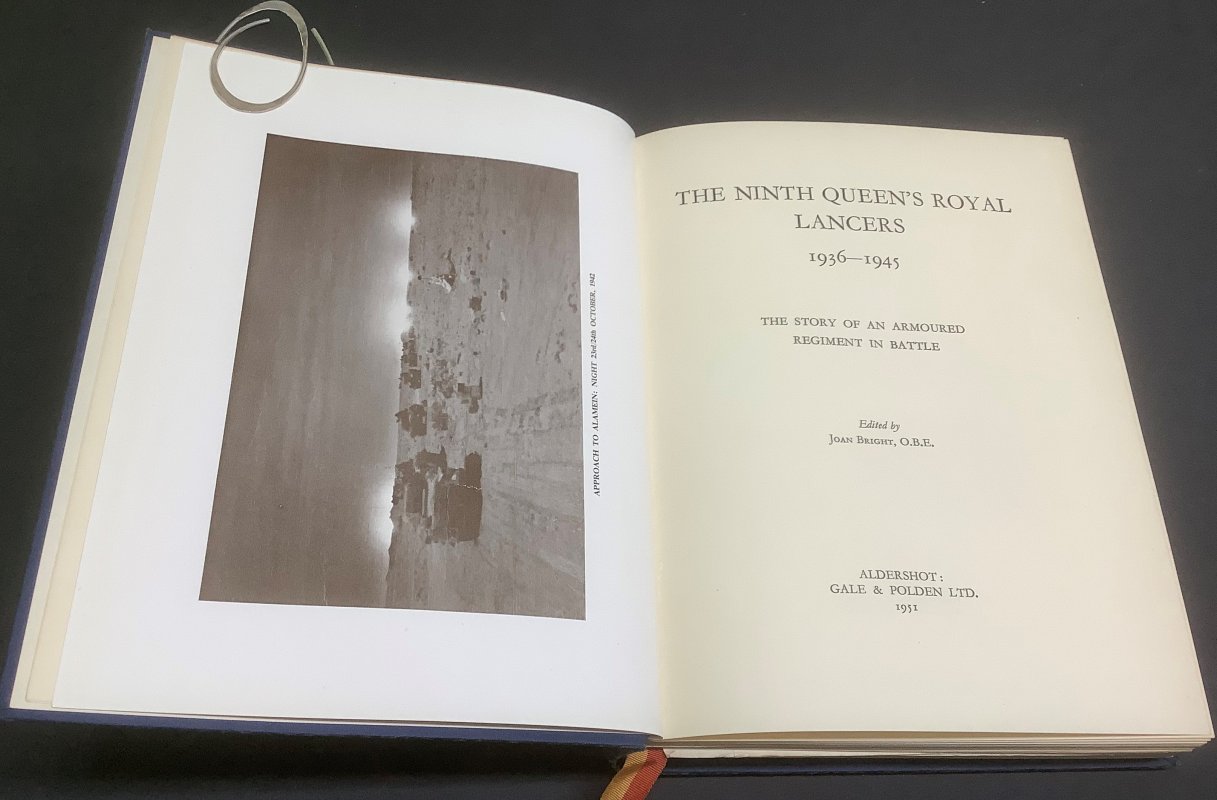 APPROACH TO ALAMEIN: NIGHT 23rd/24th OCTOBER, 1942
THE NINTH QUEEN'S ROYAL
LANCERS
1936—1945
THE STORY OF AN ARMOURED
REGIMENT IN BATTLE
Edited by
JOAN BRIGHT, O.B.E.
ALDERSHOT:
GALE & POLDEN LTD.
1951